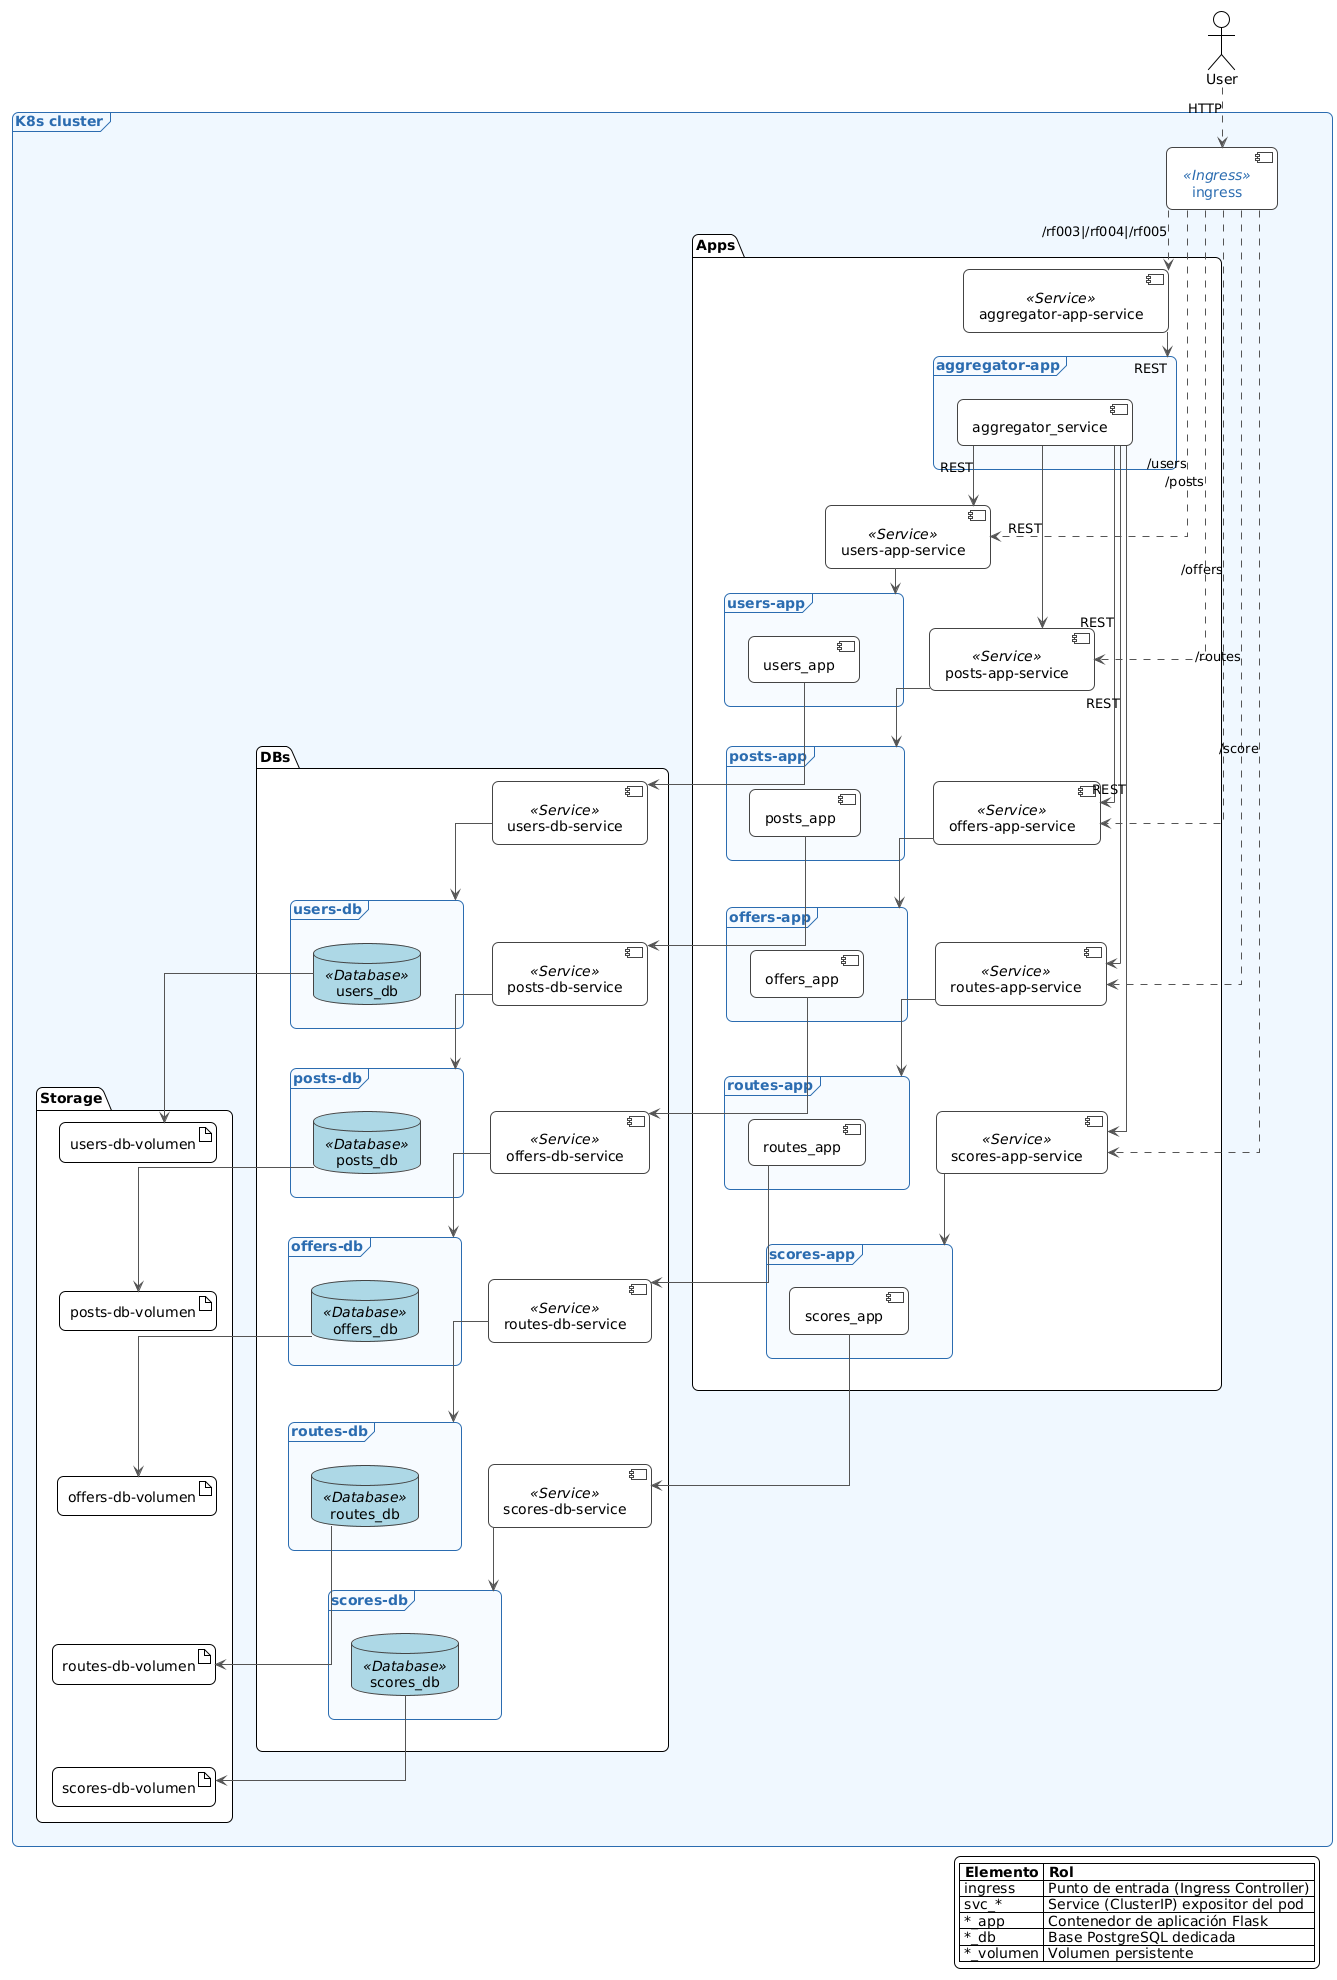 User
HTTP
K8s cluster
«Ingress»
ingress
/rf003|/rf004|/rf005
Apps
«Service»
aggregator-app-service
REST
aggregator-app
aggregator_service
REST
/users
/posts
«Service»
users-app-service
REST
/offers
users-app
users_app
REST
«Service»
posts-app-service
/routes
REST
/score
DBs
posts-app
posts_app
«Service»
users-db-service
REST
«Service»
offers-app-service
users-db
«Database»
users_db
«Service»
posts-db-service
offers-app
offers_app
«Service»
routes-app-service
posts-db
«Database»
posts_db
«Service»
offers-db-service
routes-app
routes_app
«Service»
scores-app-service
Storage
users-db-volumen
offers-db
«Database»
offers_db
«Service»
routes-db-service
scores-app
scores_app
posts-db-volumen
routes-db
«Database»
routes_db
«Service»
scores-db-service
offers-db-volumen
scores-db
«Database»
scores_db
routes-db-volumen
scores-db-volumen
Elemento Rol
ingress Punto de entrada (Ingress Controller)
svc_* Service (ClusterIP) expositor del pod
*_app Contenedor de aplicación Flask
*_db Base PostgreSQL dedicada
*_volumen Volumen persistente